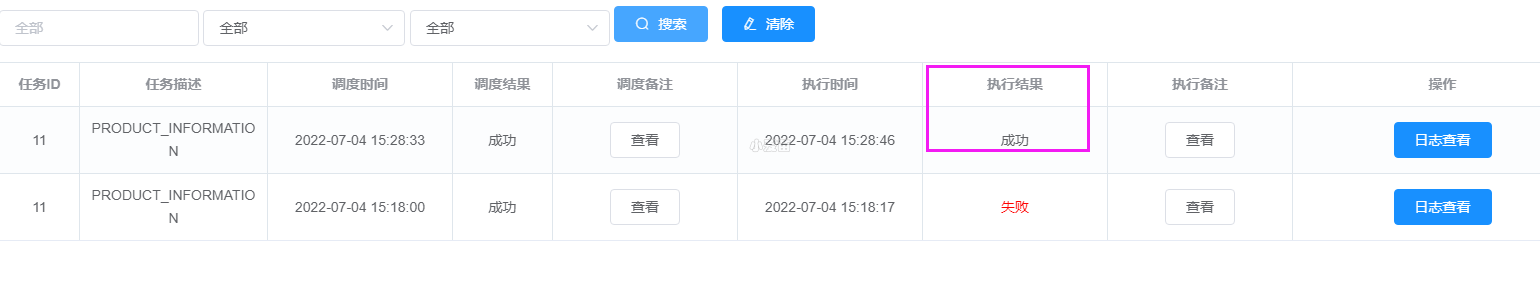 全部 全部 全部 搜索 清除
任务ID 任务描述 调度时间 调度结果 调度备注 执行时间 执行结果 执行备注 操作
11 PRODUCT_INFORMATIO 2022-07-04 15:28:33 成功 查看 2022-07-04 15:28:46 成功 查看 日志查看
N
11 PRODUCT_INFORMATIO 2022-07-04 15:18:00 成功 查看 2022-07-04 15:18:17 失败 查看 日志查看
N